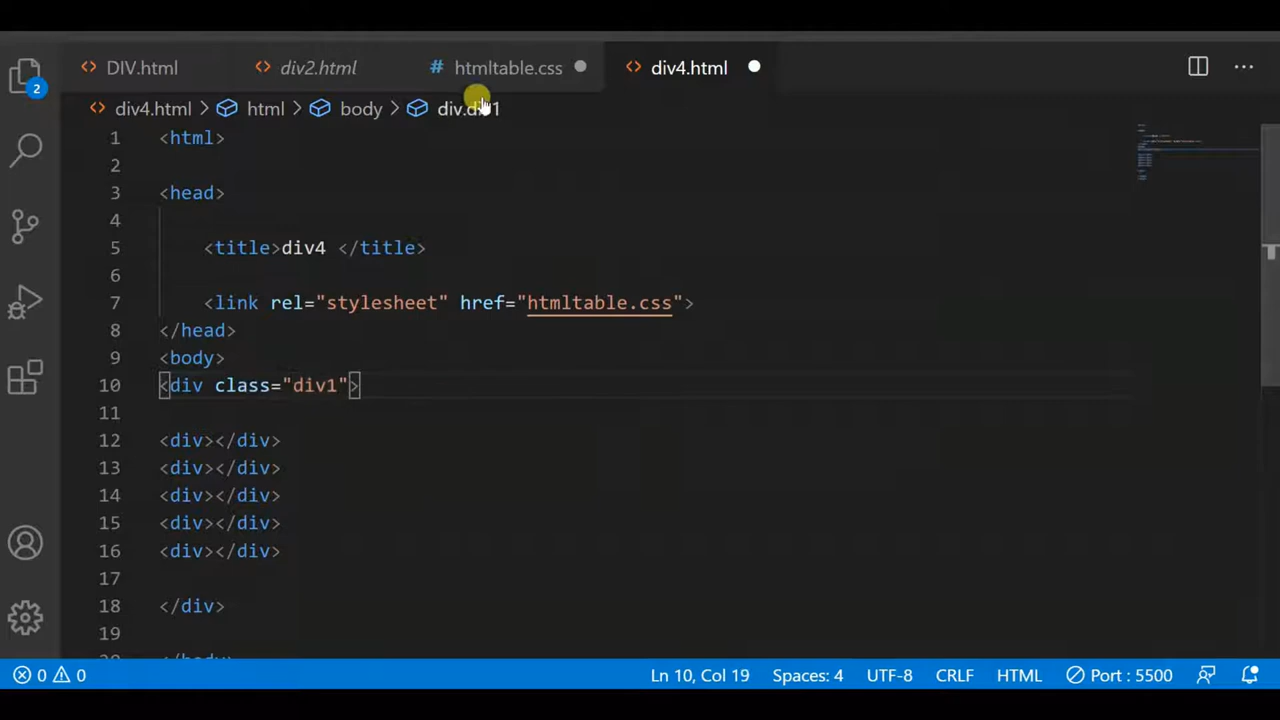 2
DIV.html div2.html # htmltable.css div4.html
div4.html > html > body > div.div1
1 <html>
2
3 <head>
4
5 <title>div4 </title>
6
7 <link rel="stylesheet" href="htmltable.css">
8 </head>
9 <body>
10 <div class="div1">
11
12 <div></div>
13 <div></div>
14 <div></div>
15 <div></div>
16 <div></div>
17
18 </div>
19
20 </body>
0 0 Ln 10, Col 19 Spaces: 4 UTF-8 CRLF HTML Port : 5500